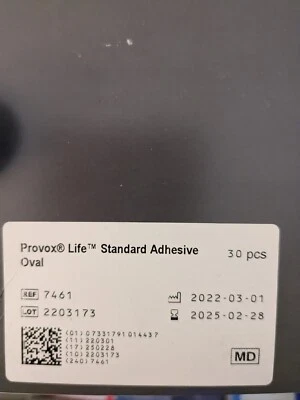 Provox® Life™ Standard Adhesive 30 pcs
Oval
REF 7461 2022-03-01
LOT 2203173 2025-02-28
(01)07331791014437
(11)220301
(17)250228
(10)2203173
(240)7461
MD